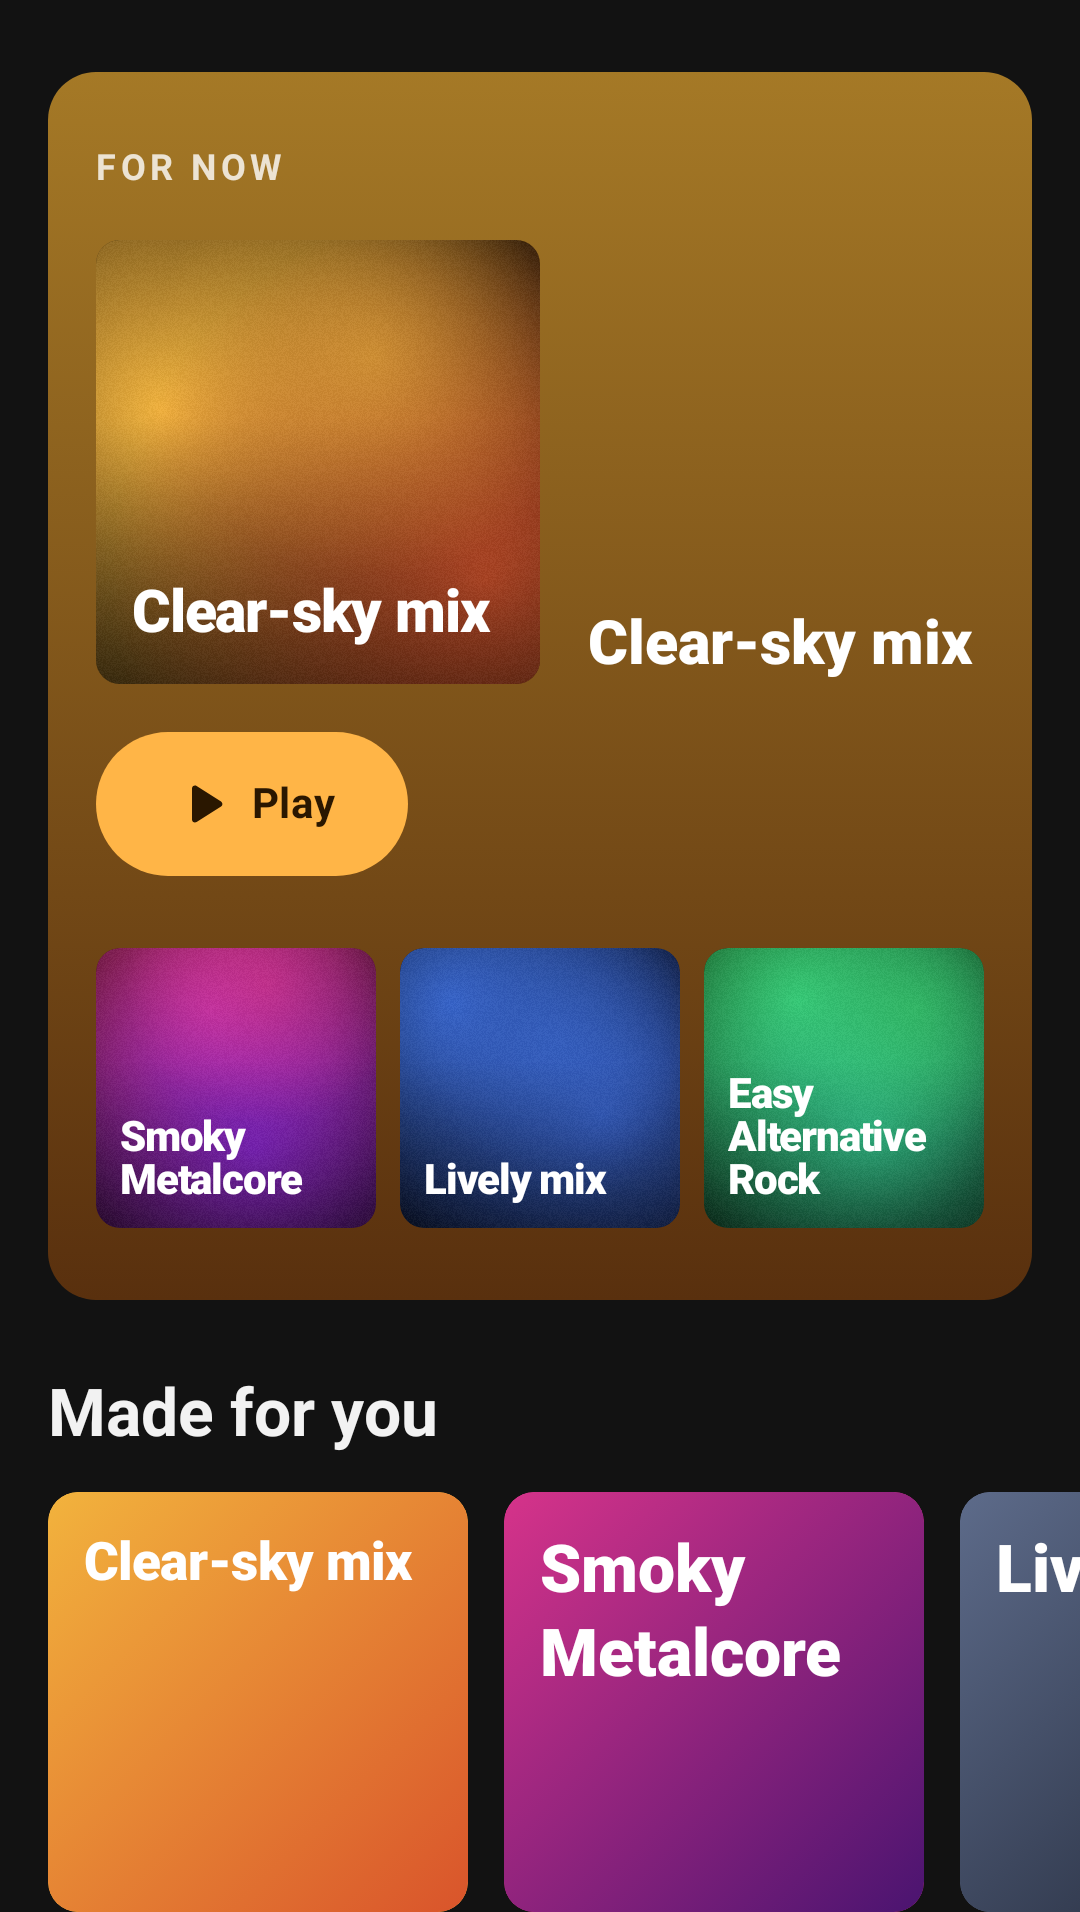 FOR NOW
Clear-sky mix
Clear-sky mix
Play
Smoky
Metalcore
Lively mix
Easy
Alternative
Rock
Made for you
Clear-sky mix
Smoky
Metalcore
Liv